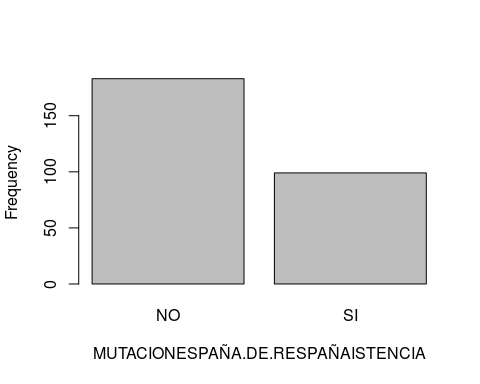 Frequency
150
100
50
0
NO SI
MUTACIONESPAÑA.DE.RESPAÑAISTENCIA